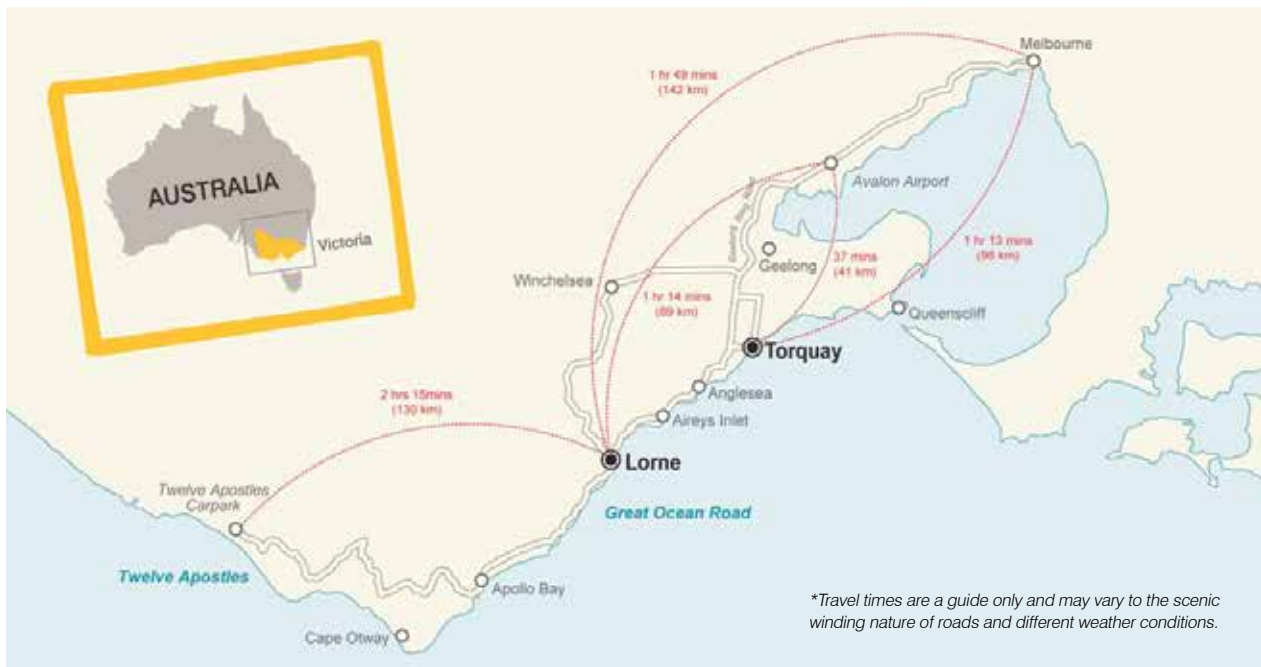 Melbourne
1 hr 49 mins
(142 km)
AUSTRALIA
Victoria
Avalon Airport
Geelong Ring Road
Geelong
37 mins
(41 km)
1 hr 13 mins
(96 km)
Winchelsea
1 hr 14 mins
(89 km)
Queenscliff
Torquay
2 hrs 15mins
(130 km)
Anglesea
Aireys Inlet
Lorne
Twelve Apostles
Carpark
Great Ocean Road
Twelve Apostles
Apollo Bay
Cape Otway
*Travel times are a guide only and may vary to the scenic
winding nature of roads and different weather conditions.